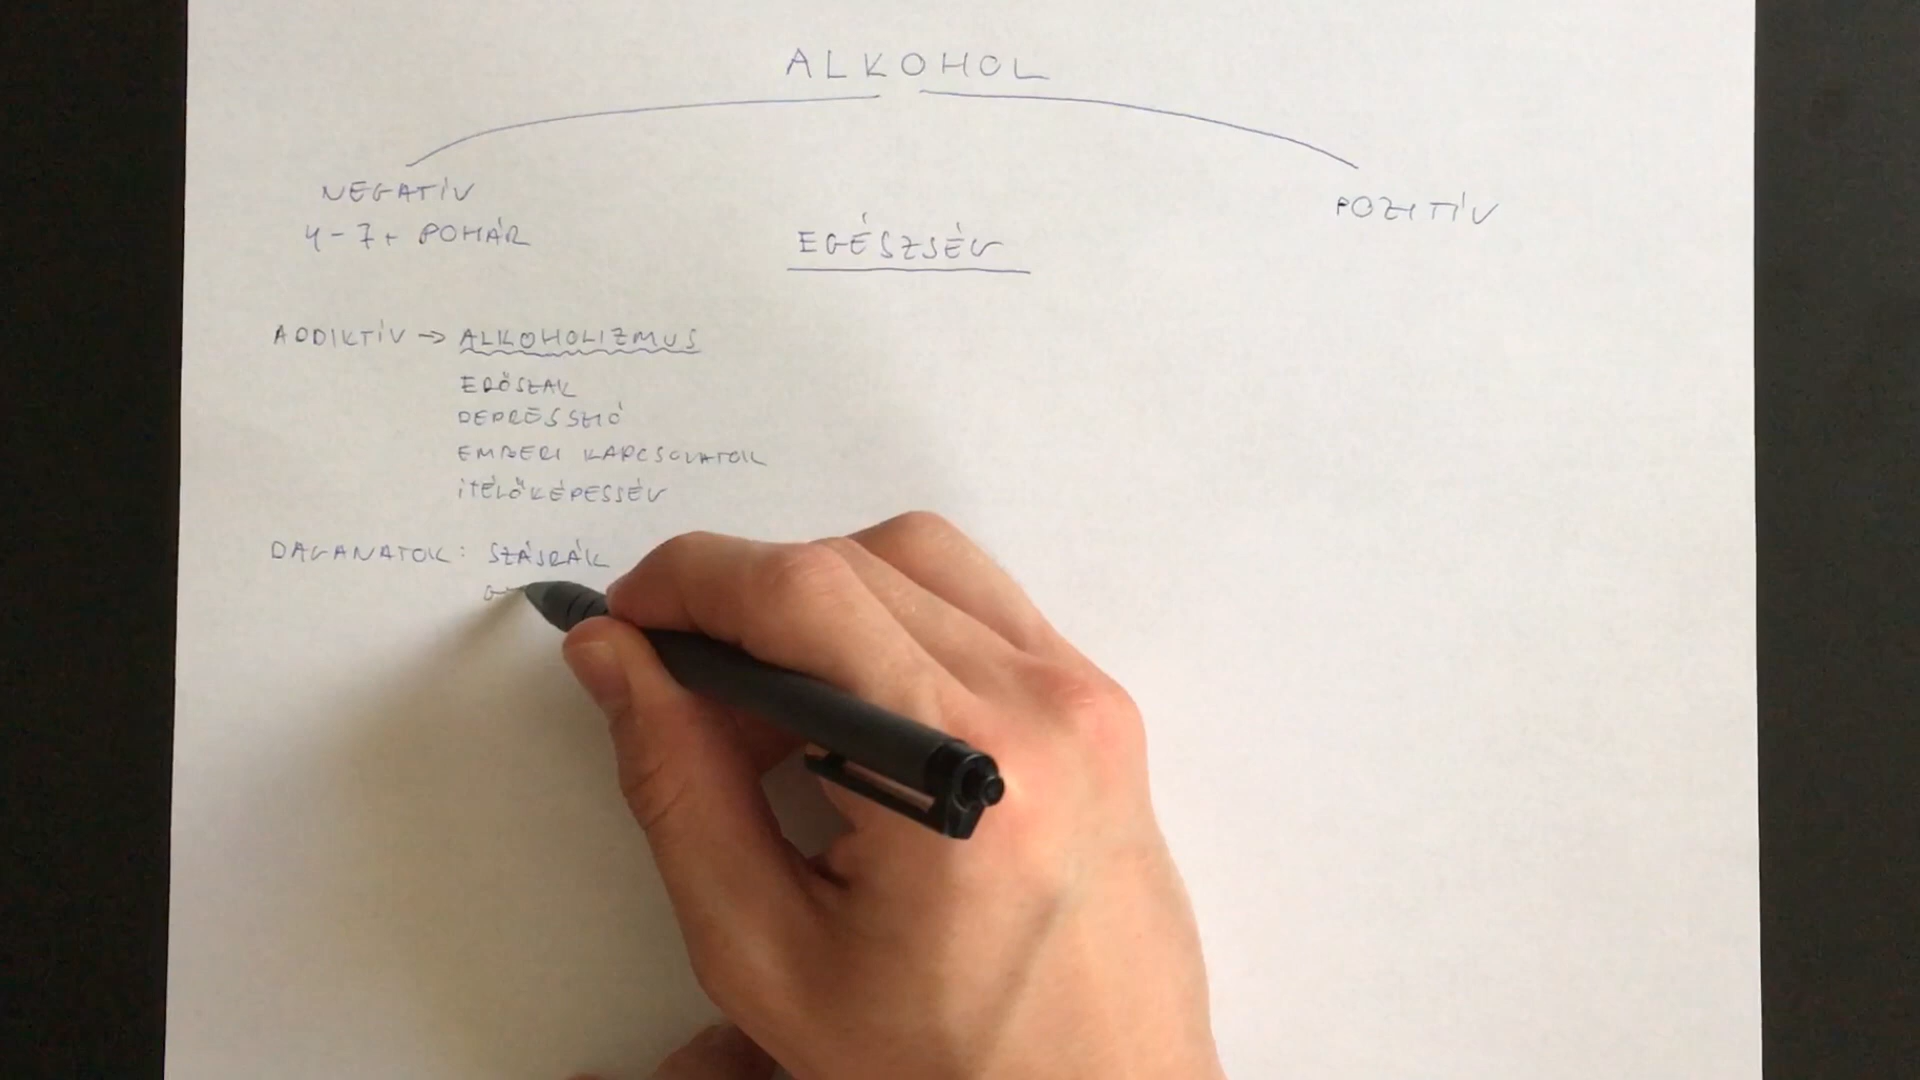 ALKOHOL
NEGATÍV
POZITÍV
4-7+ POHÁR
EGÉSZSÉG
ADDIKTÍV → ALKOHOLIZMUS
ERŐSZAK
DEPRESSZIÓ
EMBERI KAPCSOLATOK
ÍTÉLŐKÉPESSÉG
DAGANATOK: SZÁJRÁK